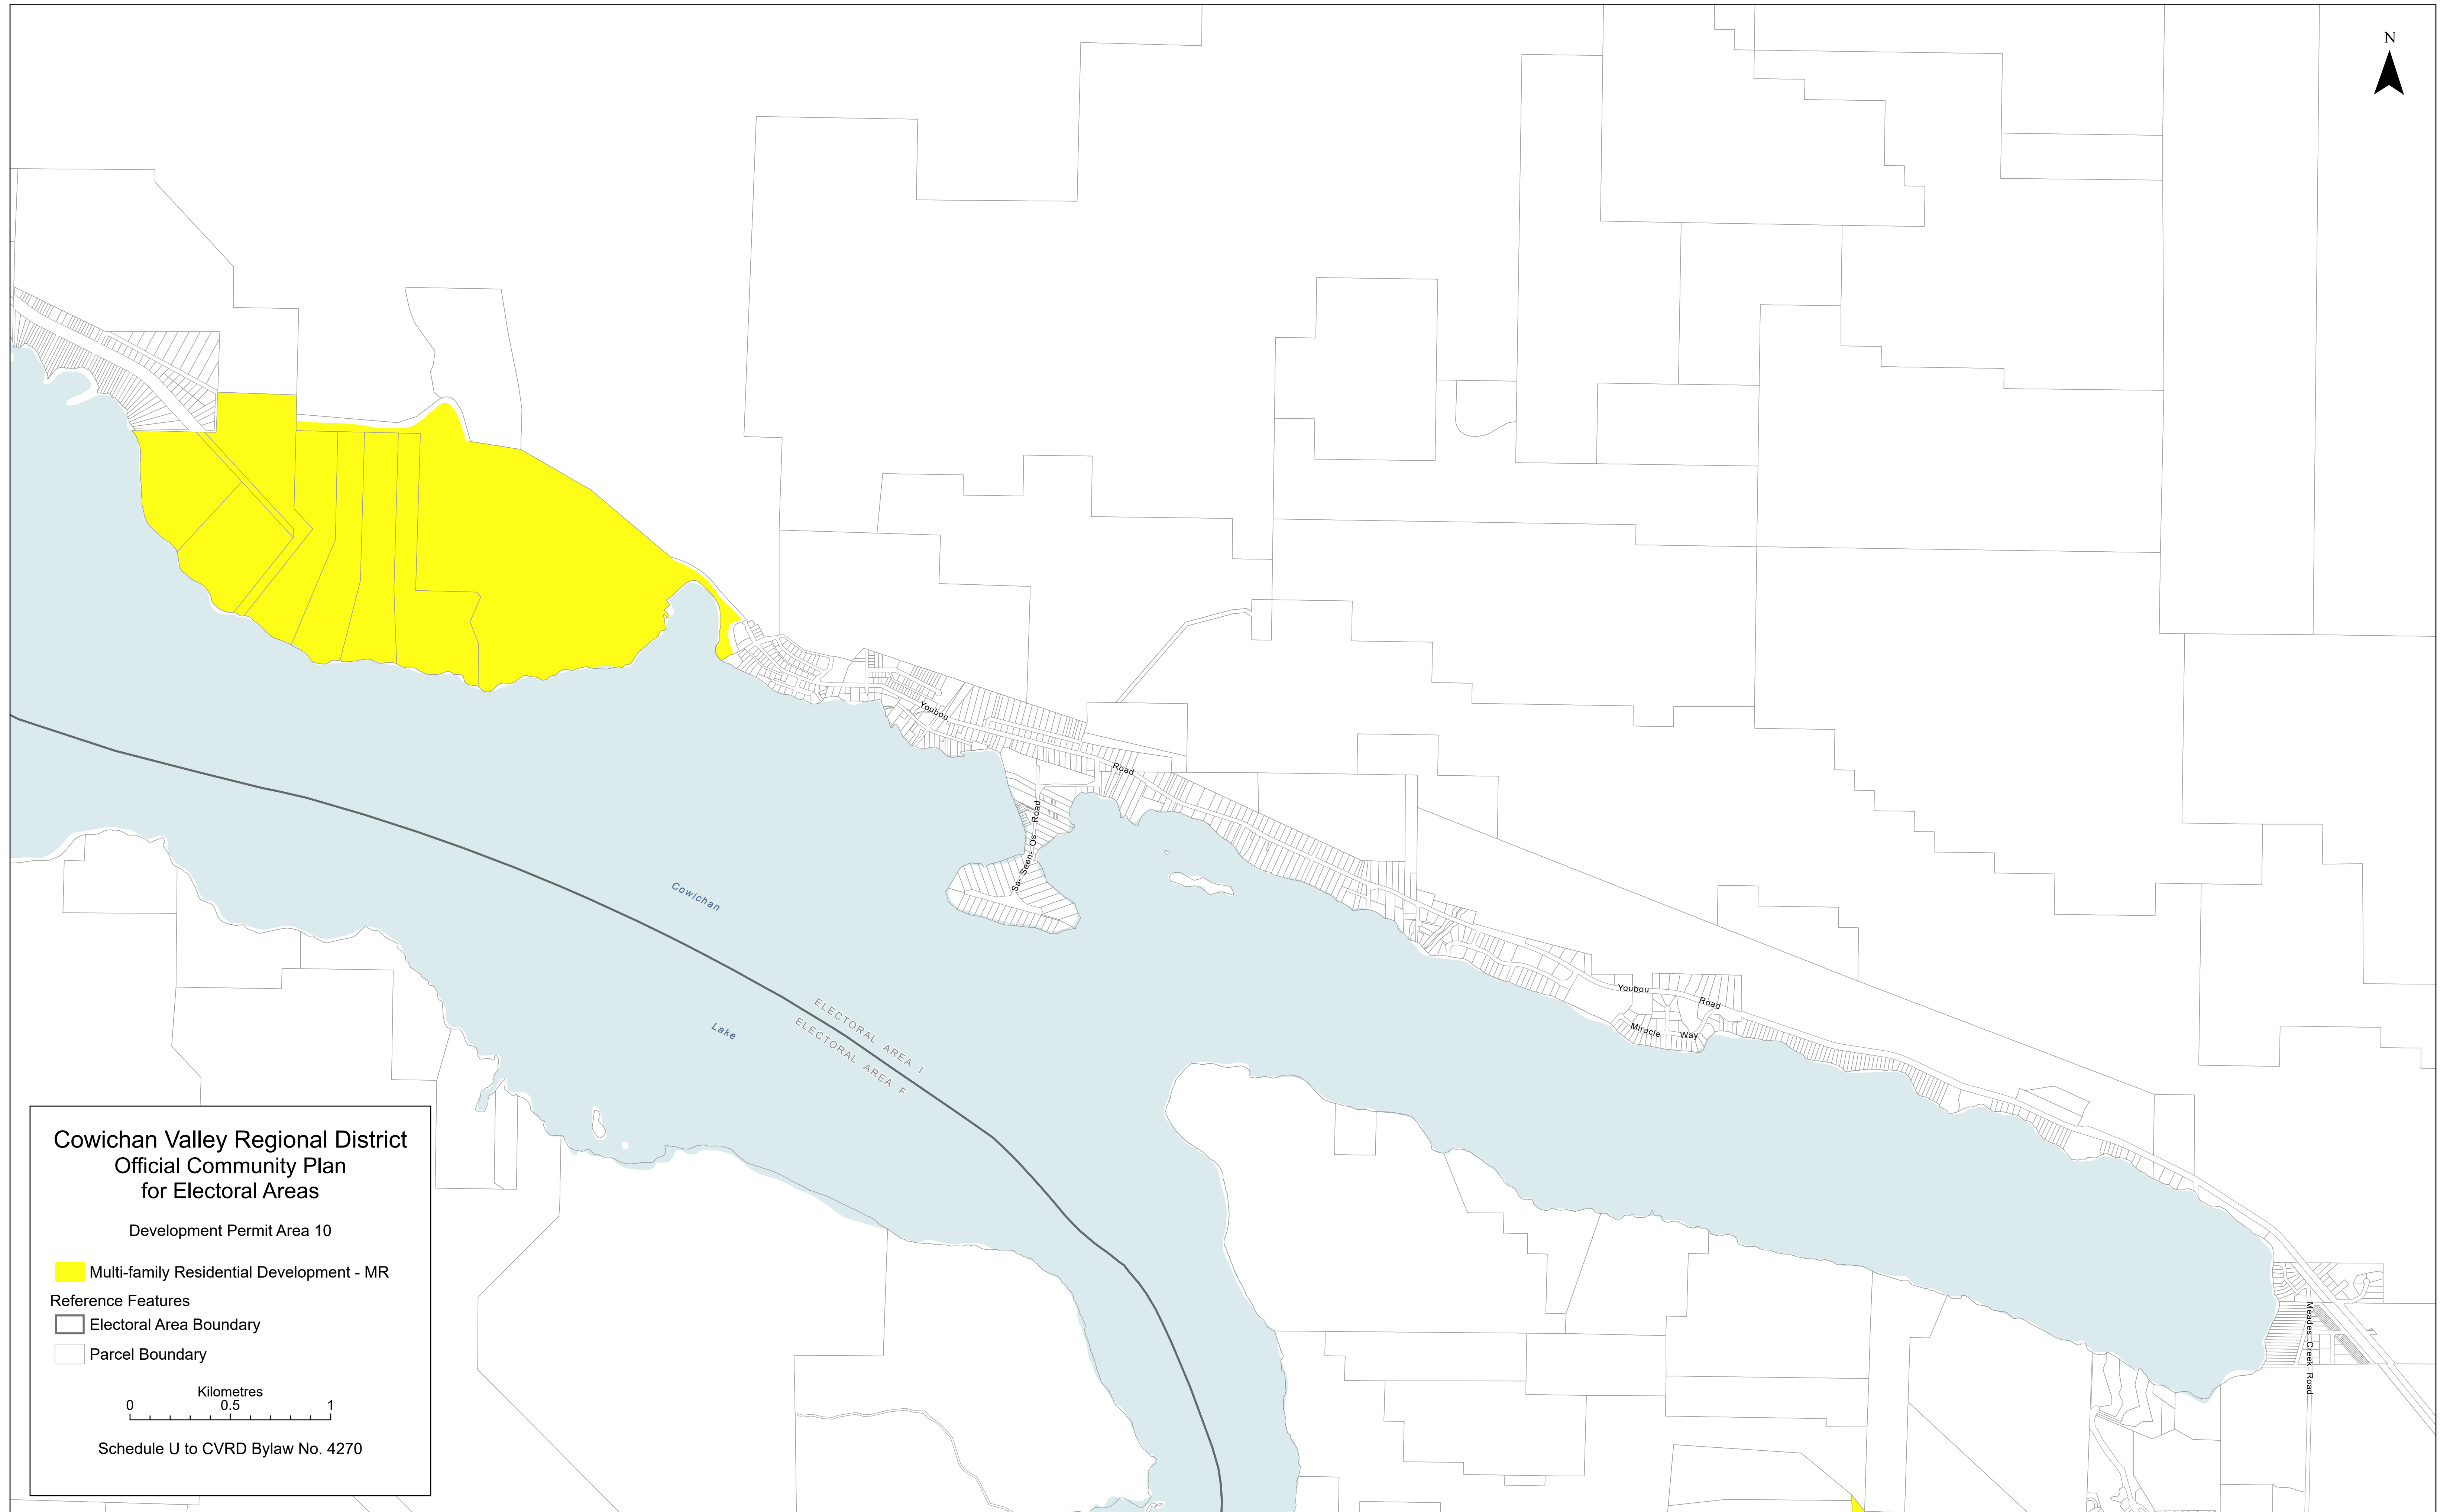 N
Youbou
Road
Sa- Seen- Os Road
Cowichan
Lake
ELECTORAL AREA I
ELECTORAL AREA F
Youbou
Road
Miracle Way
Meades Creek Road
Cowichan Valley Regional District
Official Community Plan
for Electoral Areas
Development Permit Area 10
Multi-family Residential Development - MR
Reference Features
Electoral Area Boundary
Parcel Boundary
Kilometres
0 0.5 1
Schedule U to CVRD Bylaw No. 4270